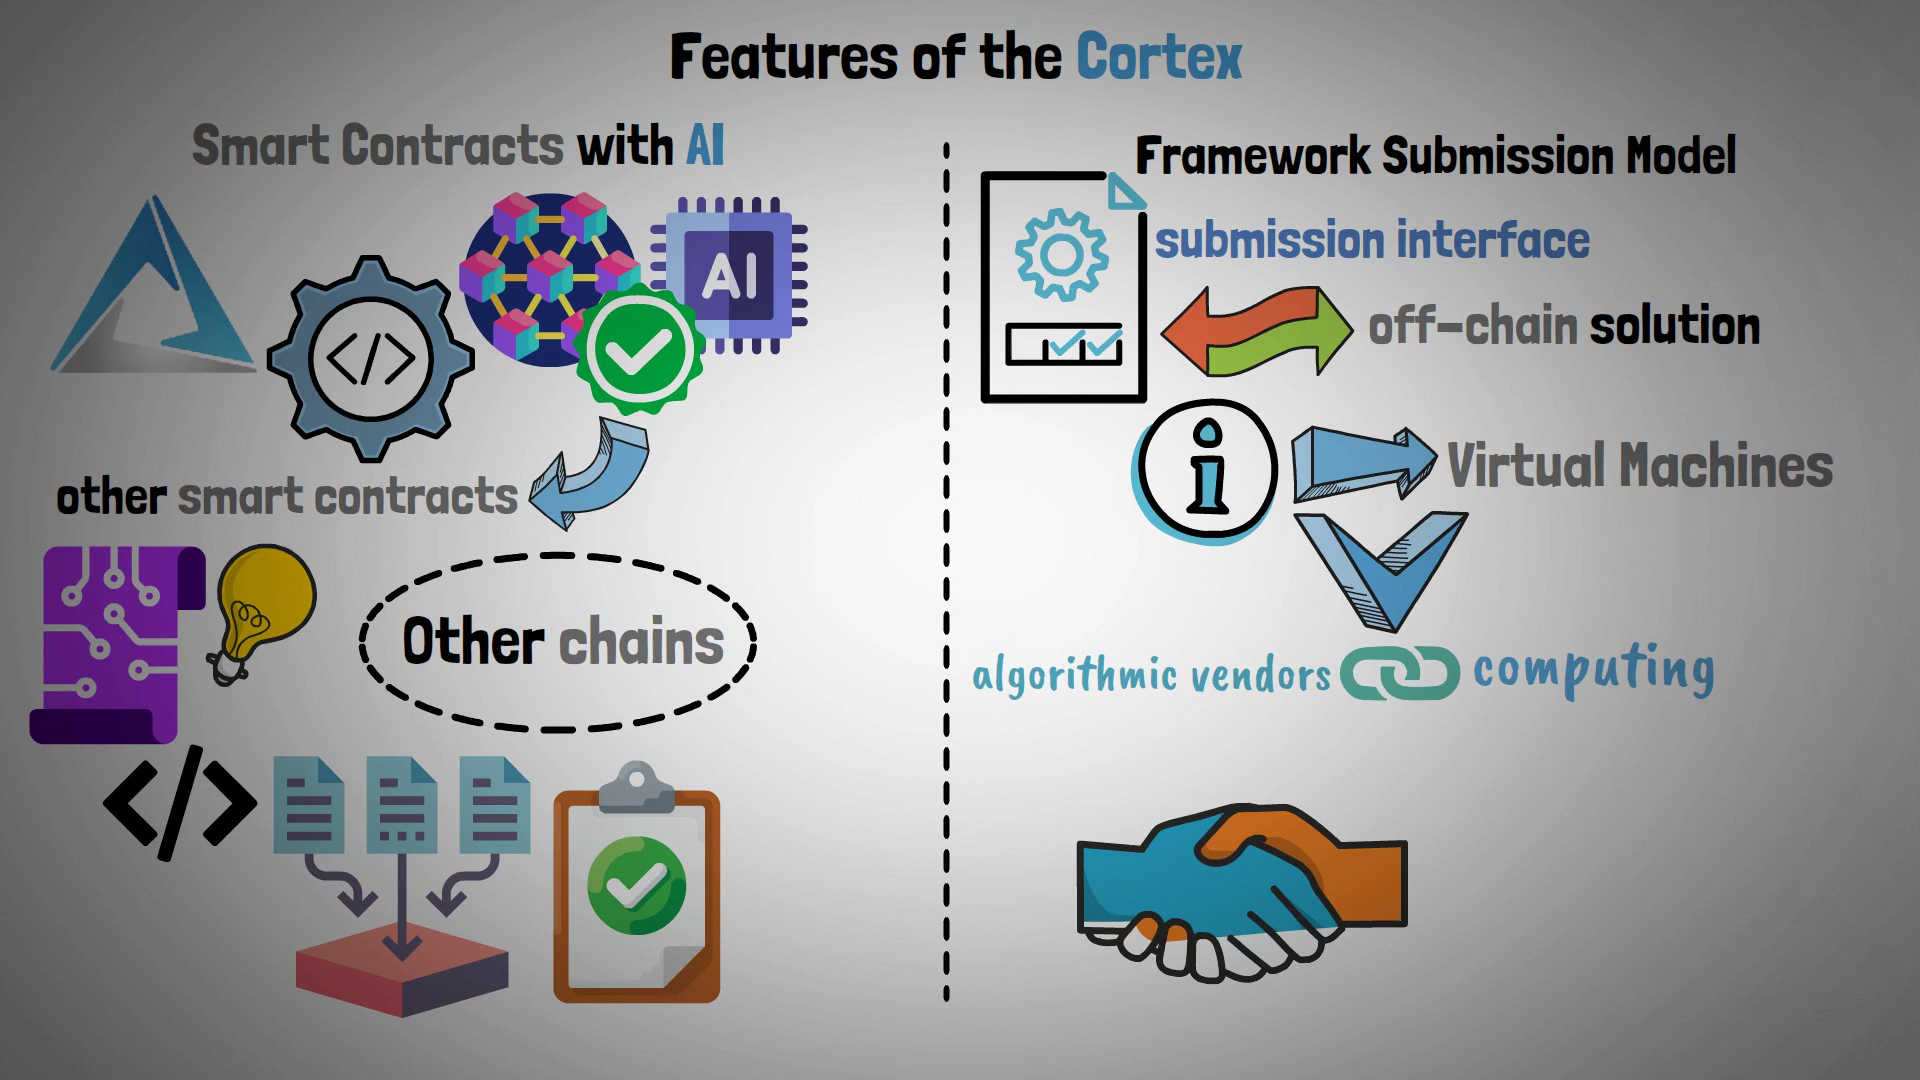 Features of the Cortex
Smart Contracts with AI
AI
</>
other smart contracts
Other chains
</>
Framework Submission Model
submission interface
off-chain solution
i
Virtual Machines
algorithmic vendors computing